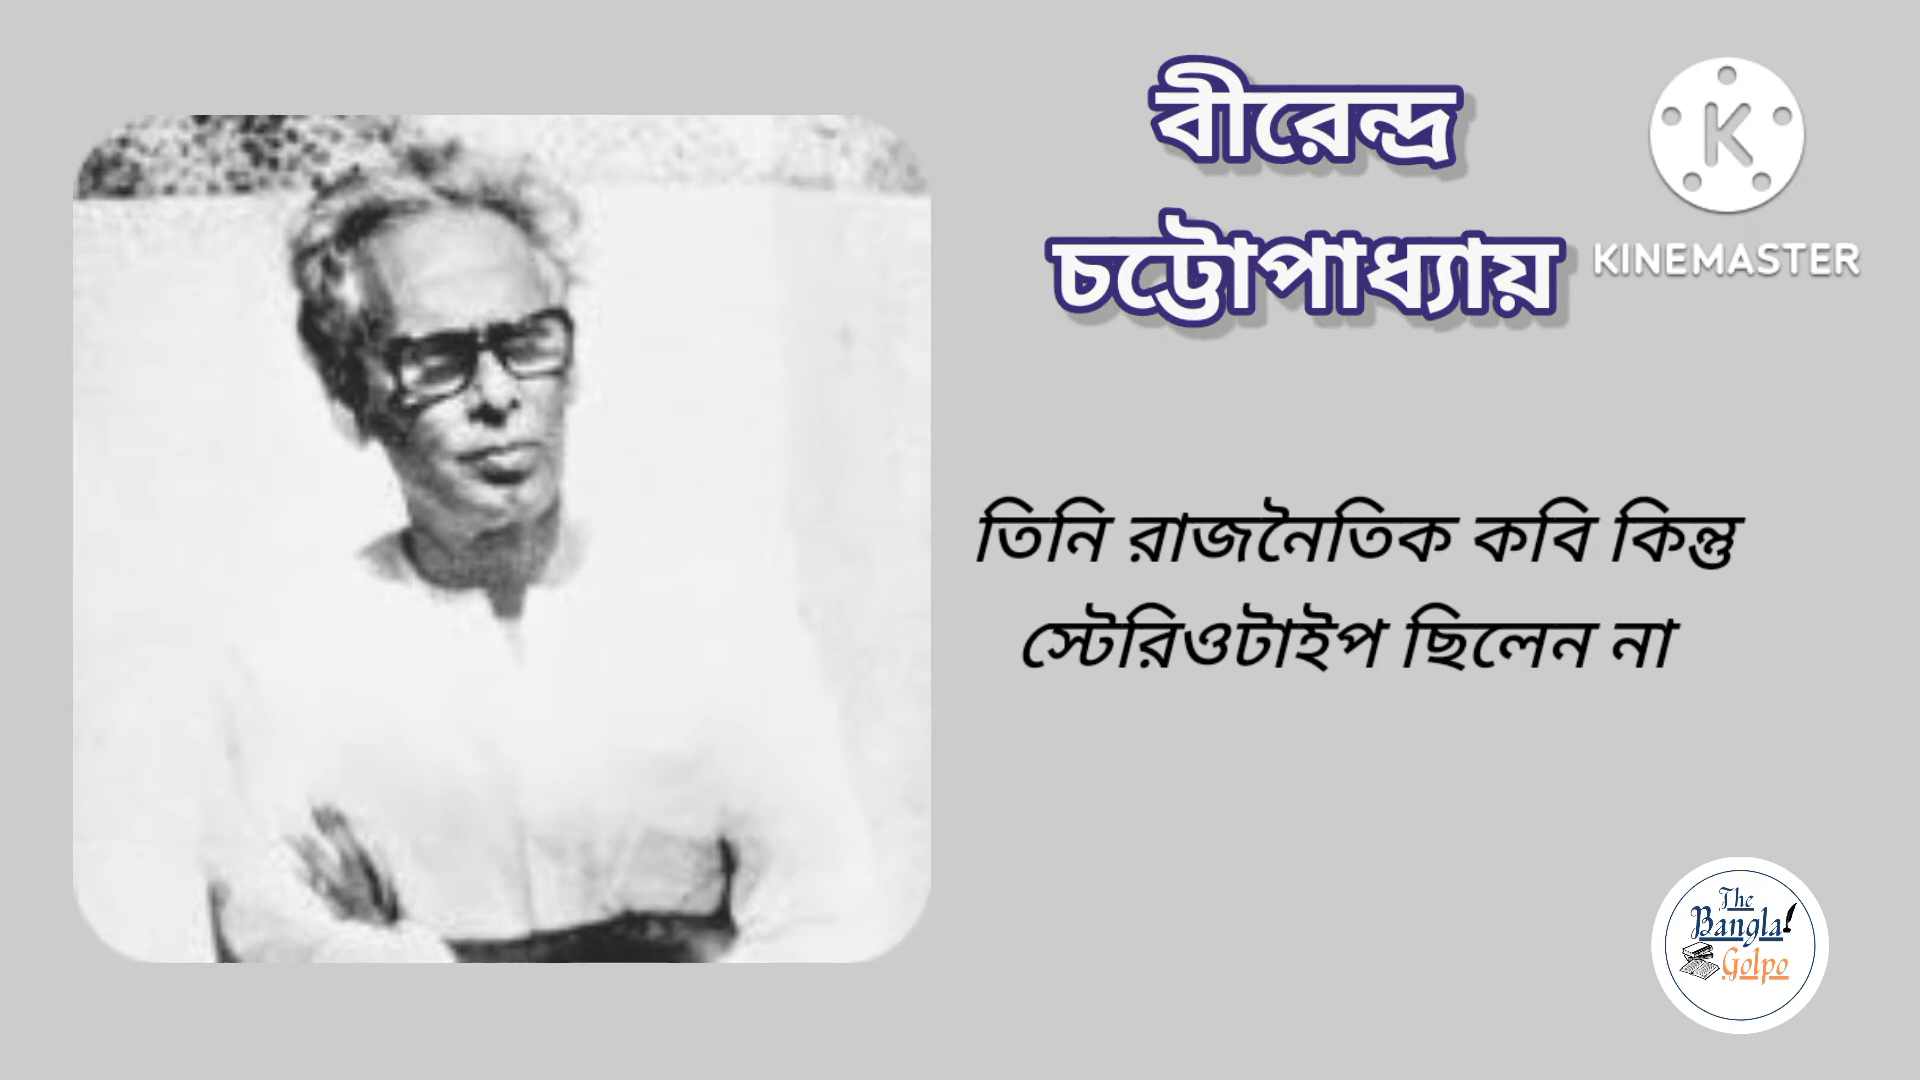 বীরেন্দ্র
চট্টোপাধ্যায়
K
KINEMASTER
তিনি রাজনৈতিক কবি কিন্তু
স্টেরিওটাইপ ছিলেন না
The
Bangla
Golpo